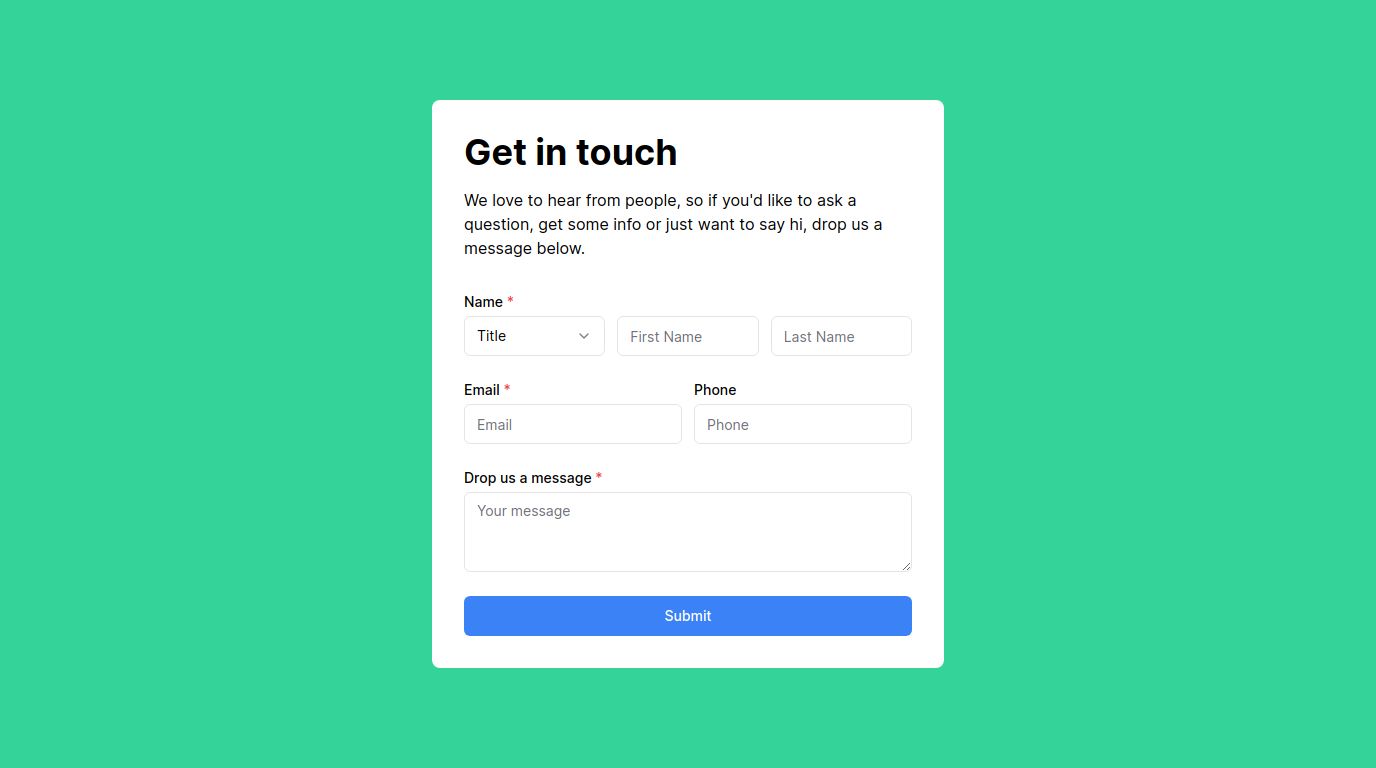 Get in touch
We love to hear from people, so if you'd like to ask a
question, get some info or just want to say hi, drop us a
message below.
Name *
Title First Name Last Name
Email * Phone
Email Phone
Drop us a message *
Your message
Submit